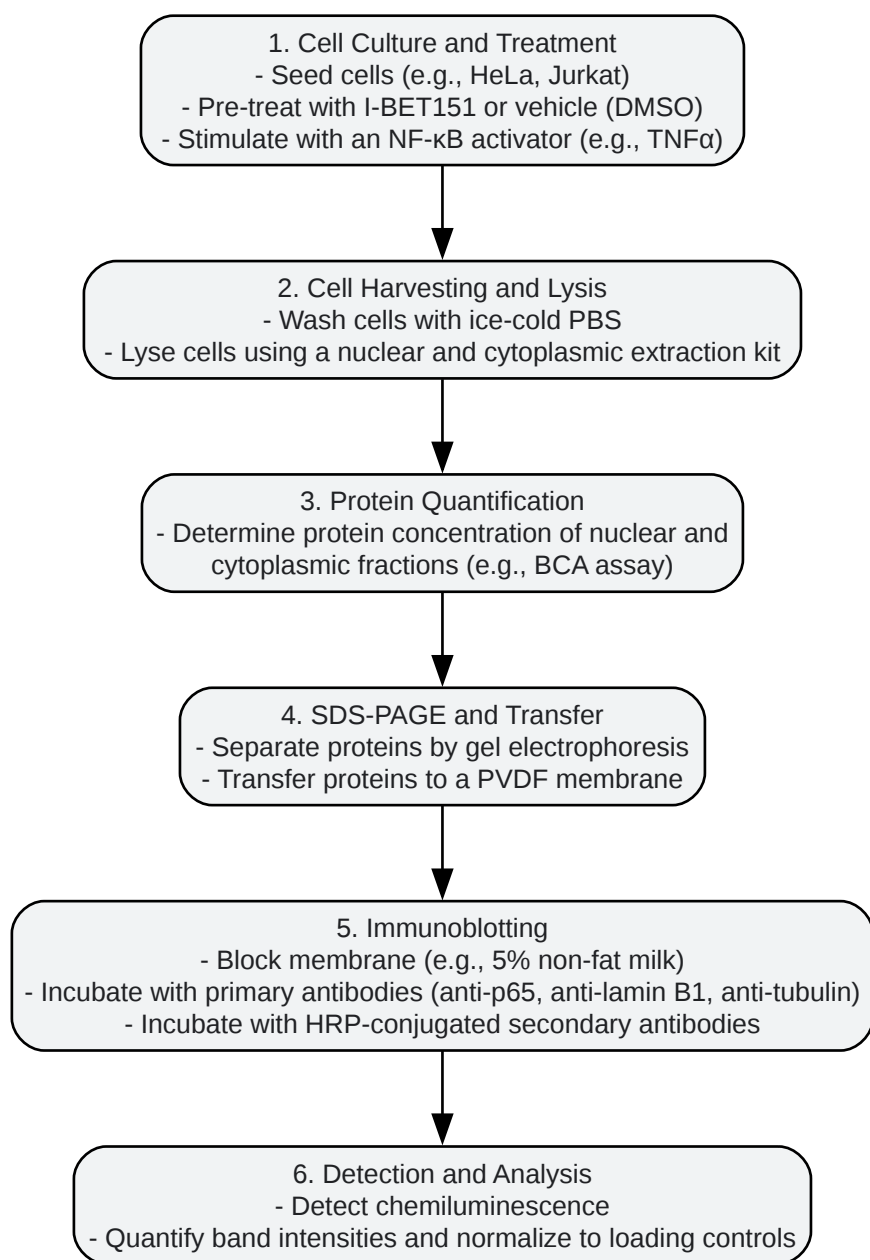 1. Cell Culture and Treatment
- Seed cells (e.g., HeLa, Jurkat)
- Pre-treat with I-BET151 or vehicle (DMSO)
- Stimulate with an NF-κB activator (e.g., TNFα)
2. Cell Harvesting and Lysis
- Wash cells with ice-cold PBS
- Lyse cells using a nuclear and cytoplasmic extraction kit
3. Protein Quantification
- Determine protein concentration of nuclear and
cytoplasmic fractions (e.g., BCA assay)
4. SDS-PAGE and Transfer
- Separate proteins by gel electrophoresis
- Transfer proteins to a PVDF membrane
5. Immunoblotting
- Block membrane (e.g., 5% non-fat milk)
- Incubate with primary antibodies (anti-p65, anti-lamin B1, anti-tubulin)
- Incubate with HRP-conjugated secondary antibodies
6. Detection and Analysis
- Detect chemiluminescence
- Quantify band intensities and normalize to loading controls